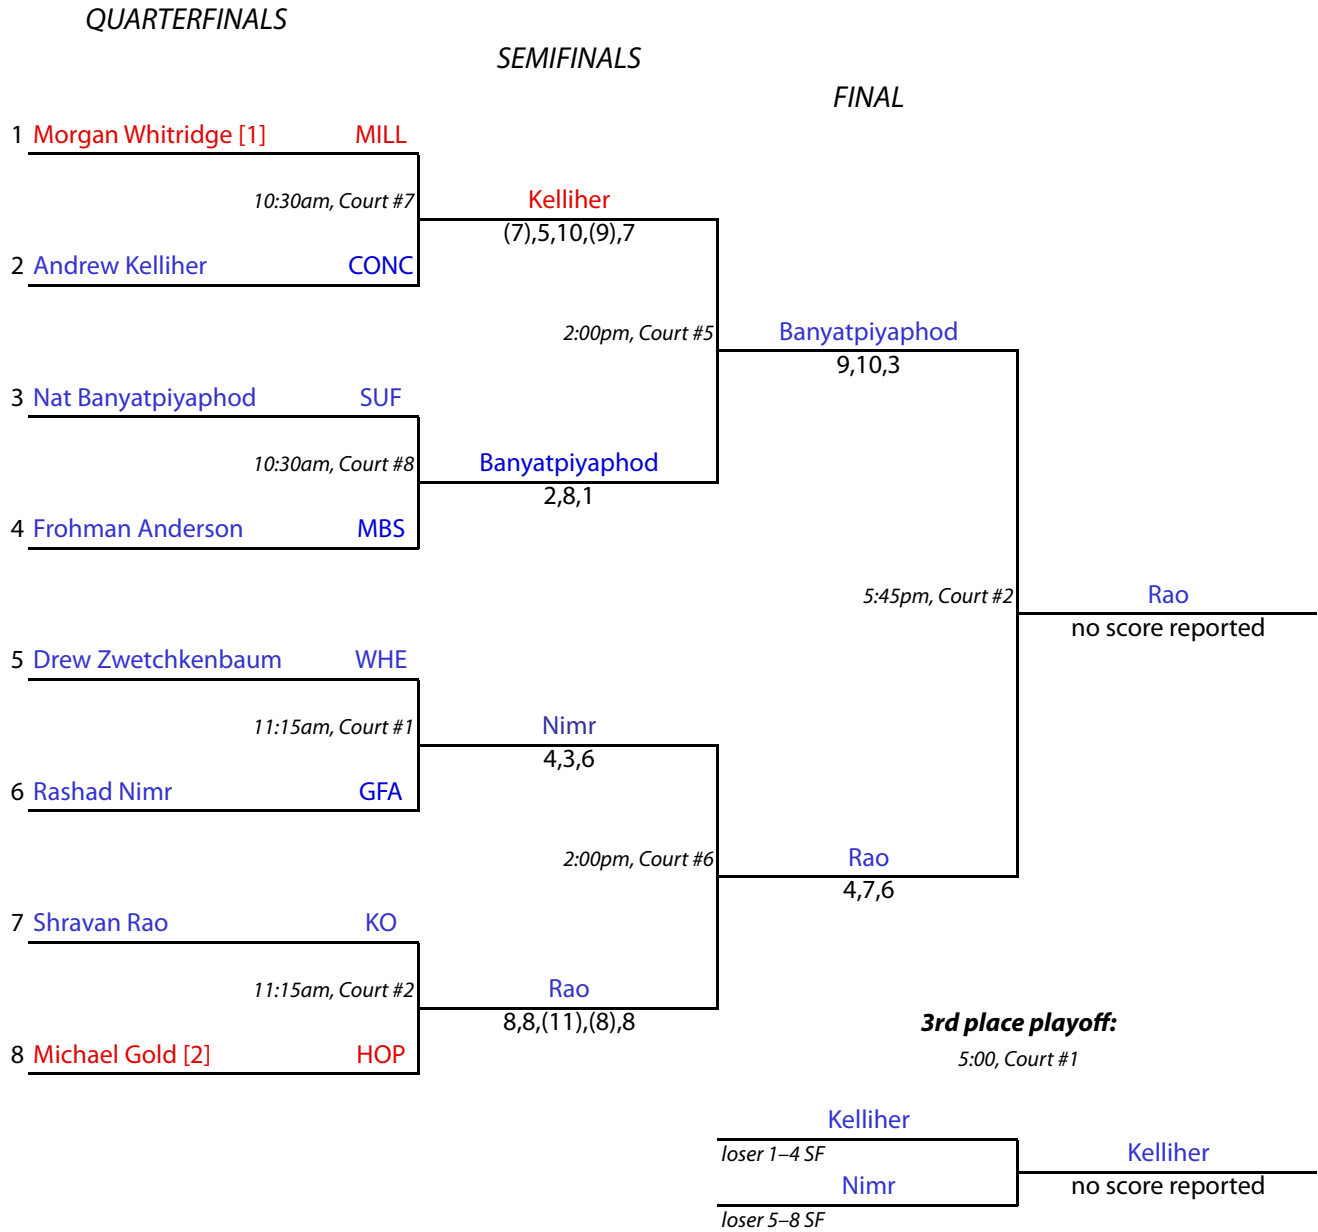 QUARTERFINALS
SEMIFINALS
FINAL
1 Morgan Whitridge [1] MILL
10:30am, Court #7
Kelliher
(7),5,10,(9),7
2 Andrew Kelliher CONC
2:00pm, Court #5
Banyatpiyaphod
9,10,3
3 Nat Banyatpiyaphod SUF
10:30am, Court #8
Banyatpiyaphod
2,8,1
4 Frohman Anderson MBS
5:45pm, Court #2
Rao
no score reported
5 Drew Zwetchkenbaum WHE
11:15am, Court #1
Nimr
4,3,6
6 Rashad Nimr GFA
2:00pm, Court #6
Rao
4,7,6
7 Shravan Rao KO
11:15am, Court #2
Rao
8,8,(11),(8),8
8 Michael Gold [2] HOP
3rd place playoff:
5:00, Court #1
Kelliher
loser 1–4 SF
Kelliher
no score reported
Nimr
loser 5–8 SF